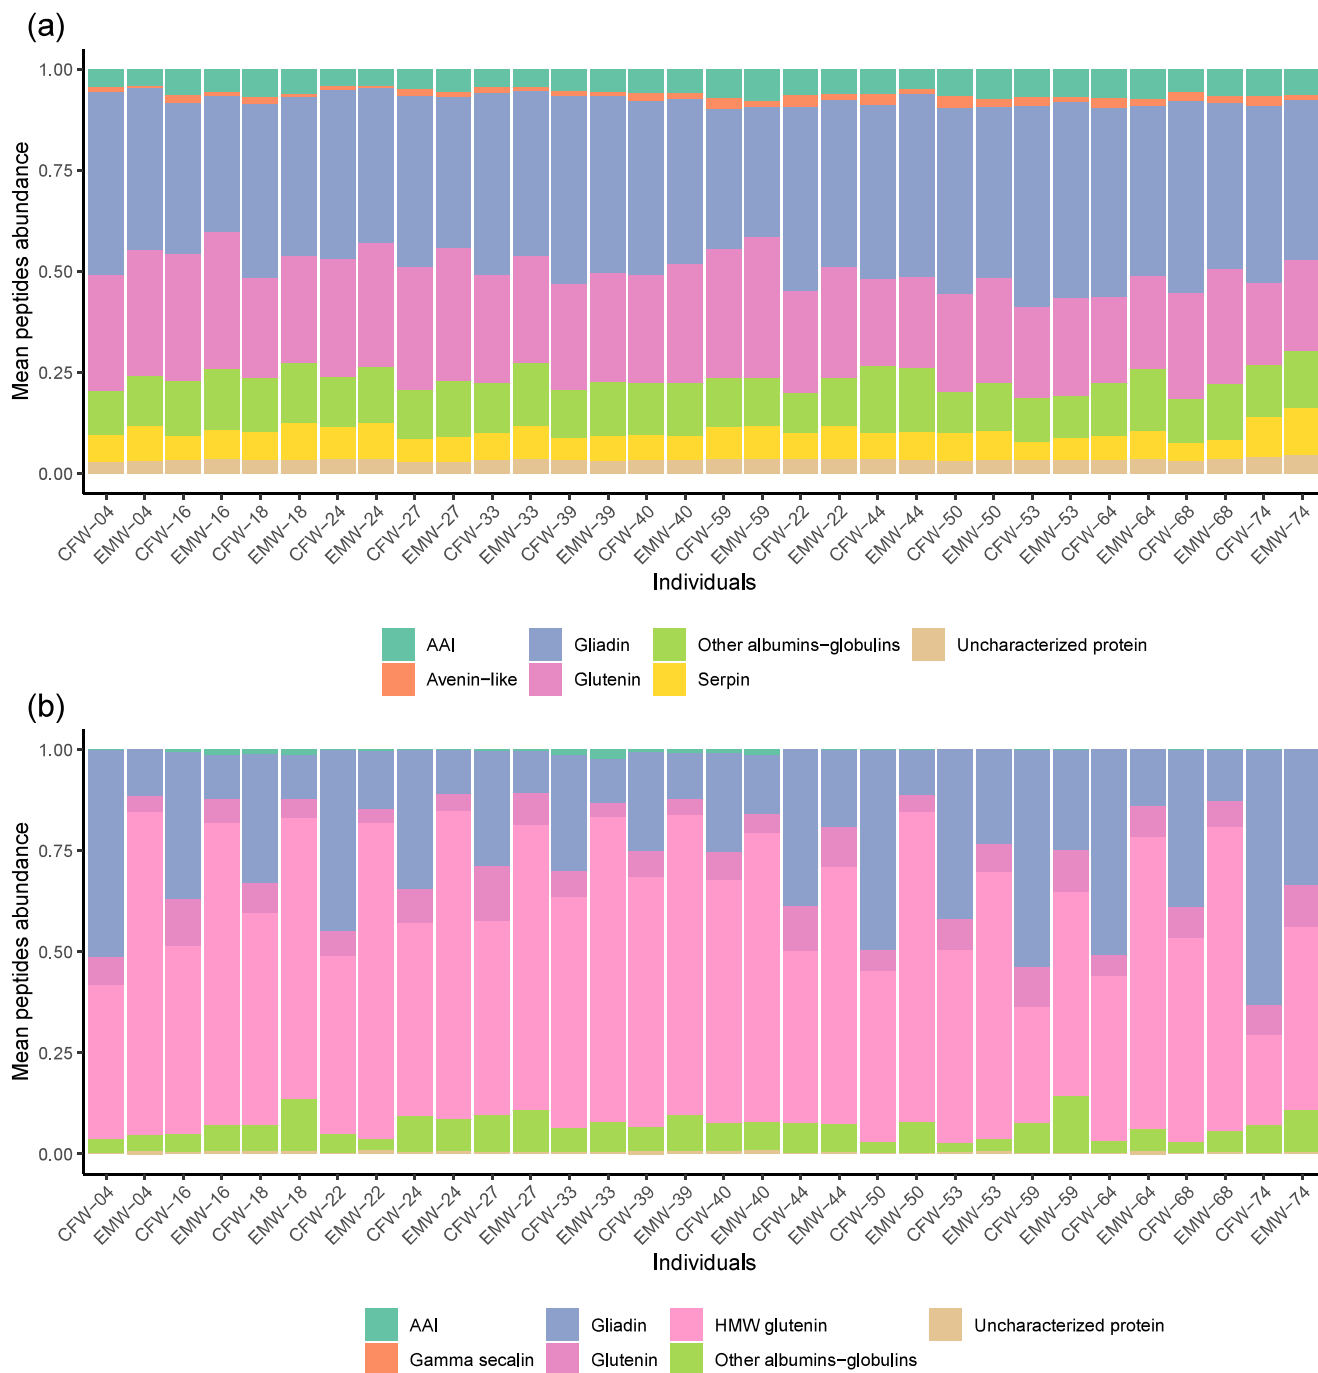 (a)
Mean peptides abundance
1.00
0.75
0.50
0.25
0.00
CFW−04 EMW−04 CFW−16 EMW−16 CFW−18 EMW−18 CFW−24 EMW−24 CFW−27 EMW−27 CFW−33 EMW−33 CFW−39 EMW−39 CFW−40 EMW−40 CFW−59 EMW−59 CFW−22 EMW−22 CFW−44 EMW−44 CFW−50 EMW−50 CFW−53 EMW−53 CFW−64 EMW−64 CFW−68 EMW−68 CFW−74 EMW−74
Individuals
AAI Gliadin Other albumins−globulins Uncharacterized protein
Avenin−like Glutenin Serpin
(b)
Mean peptides abundance
1.00
0.75
0.50
0.25
0.00
CFW−04 EMW−04 CFW−16 EMW−16 CFW−18 EMW−18 CFW−22 EMW−22 CFW−24 EMW−24 CFW−27 EMW−27 CFW−33 EMW−33 CFW−39 EMW−39 CFW−40 EMW−40 CFW−44 EMW−44 CFW−50 EMW−50 CFW−53 EMW−53 CFW−59 EMW−59 CFW−64 EMW−64 CFW−68 EMW−68 CFW−74 EMW−74
Individuals
AAI Gliadin HMW glutenin Uncharacterized protein
Gamma secalin Glutenin Other albumins−globulins